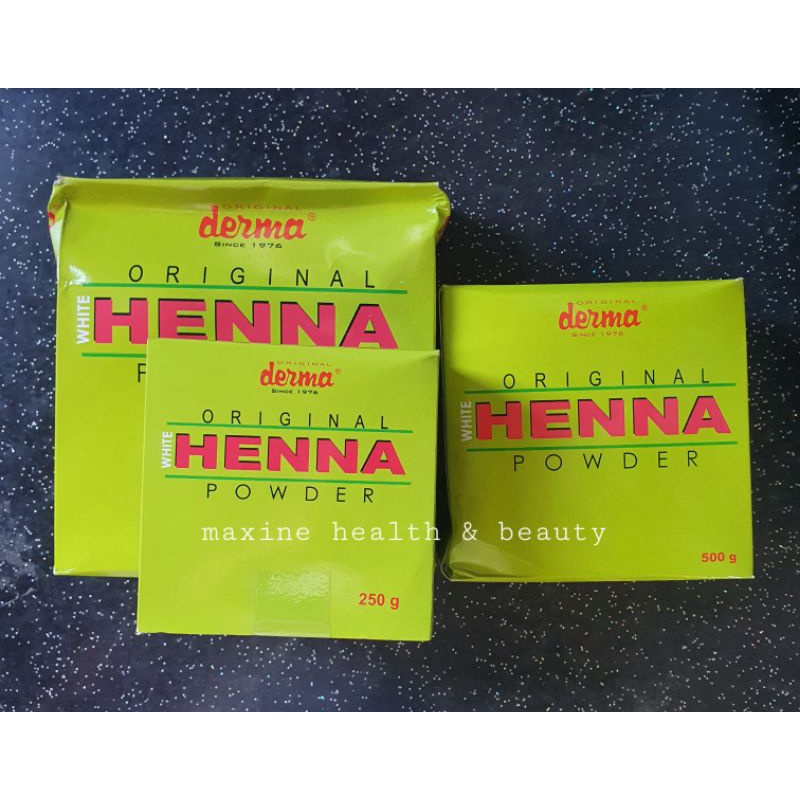 ORIGINAL
derma®
SINCE 1976
ORIGINAL
WHITE
HENNA
P
ORIGINAL
derma®
SINCE 1976
ORIGINAL
WHITE
HENNA
POWDER
250 g
ORIGINAL
derma®
SINCE 1976
ORIGINAL
WHITE
HENNA
POWDER
500 g
maxine health & beauty